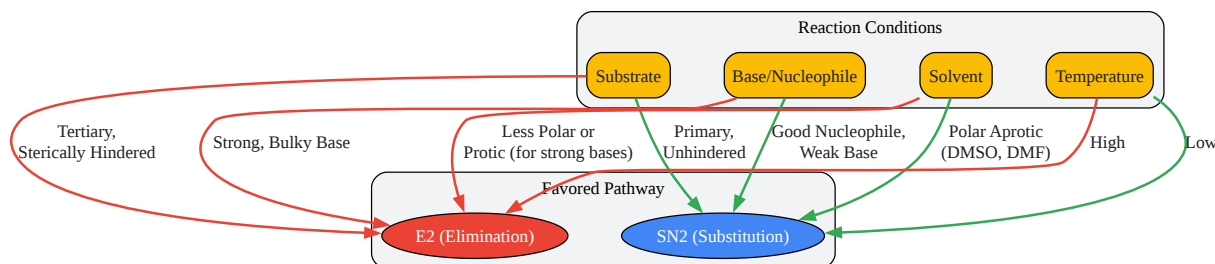 Reaction Conditions
Substrate
Base/Nucleophile
Solvent
Temperature
Tertiary,
Sterically Hindered
Strong, Bulky Base
Less Polar or
Protic (for strong bases)
Primary,
Unhindered
Good Nucleophile,
Weak Base
Polar Aprotic
(DMSO, DMF)
High
Low
Favored Pathway
E2 (Elimination)
SN2 (Substitution)